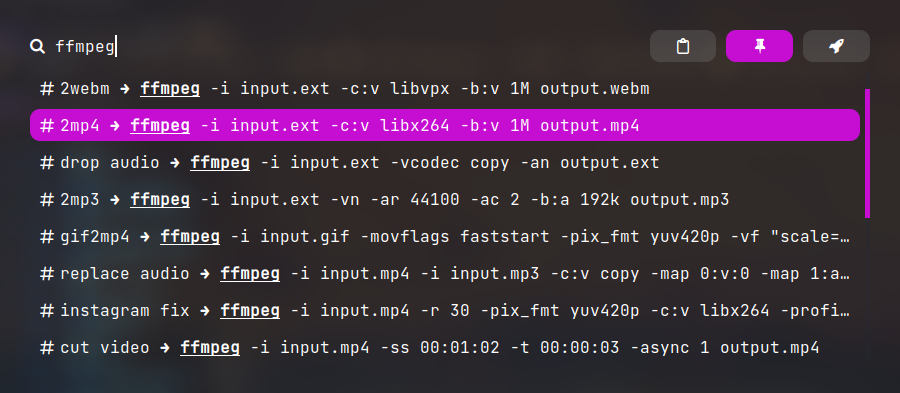 ffmpeg
# 2webm → ffmpeg -i input.ext -c:v libvpx -b:v 1M output.webm
# 2mp4 → ffmpeg -i input.ext -c:v libx264 -b:v 1M output.mp4
# drop audio → ffmpeg -i input.ext -vcodec copy -an output.ext
# 2mp3 → ffmpeg -i input.ext -vn -ar 44100 -ac 2 -b:a 192k output.mp3
# gif2mp4 → ffmpeg -i input.gif -movflags faststart -pix_fmt yuv420p -vf "scale=…
# replace audio → ffmpeg -i input.mp4 -i input.mp3 -c:v copy -map 0:v:0 -map 1:a…
# instagram fix → ffmpeg -i input.mp4 -r 30 -pix_fmt yuv420p -c:v libx264 -profi…
# cut video → ffmpeg -i input.mp4 -ss 00:01:02 -t 00:00:03 -async 1 output.mp4